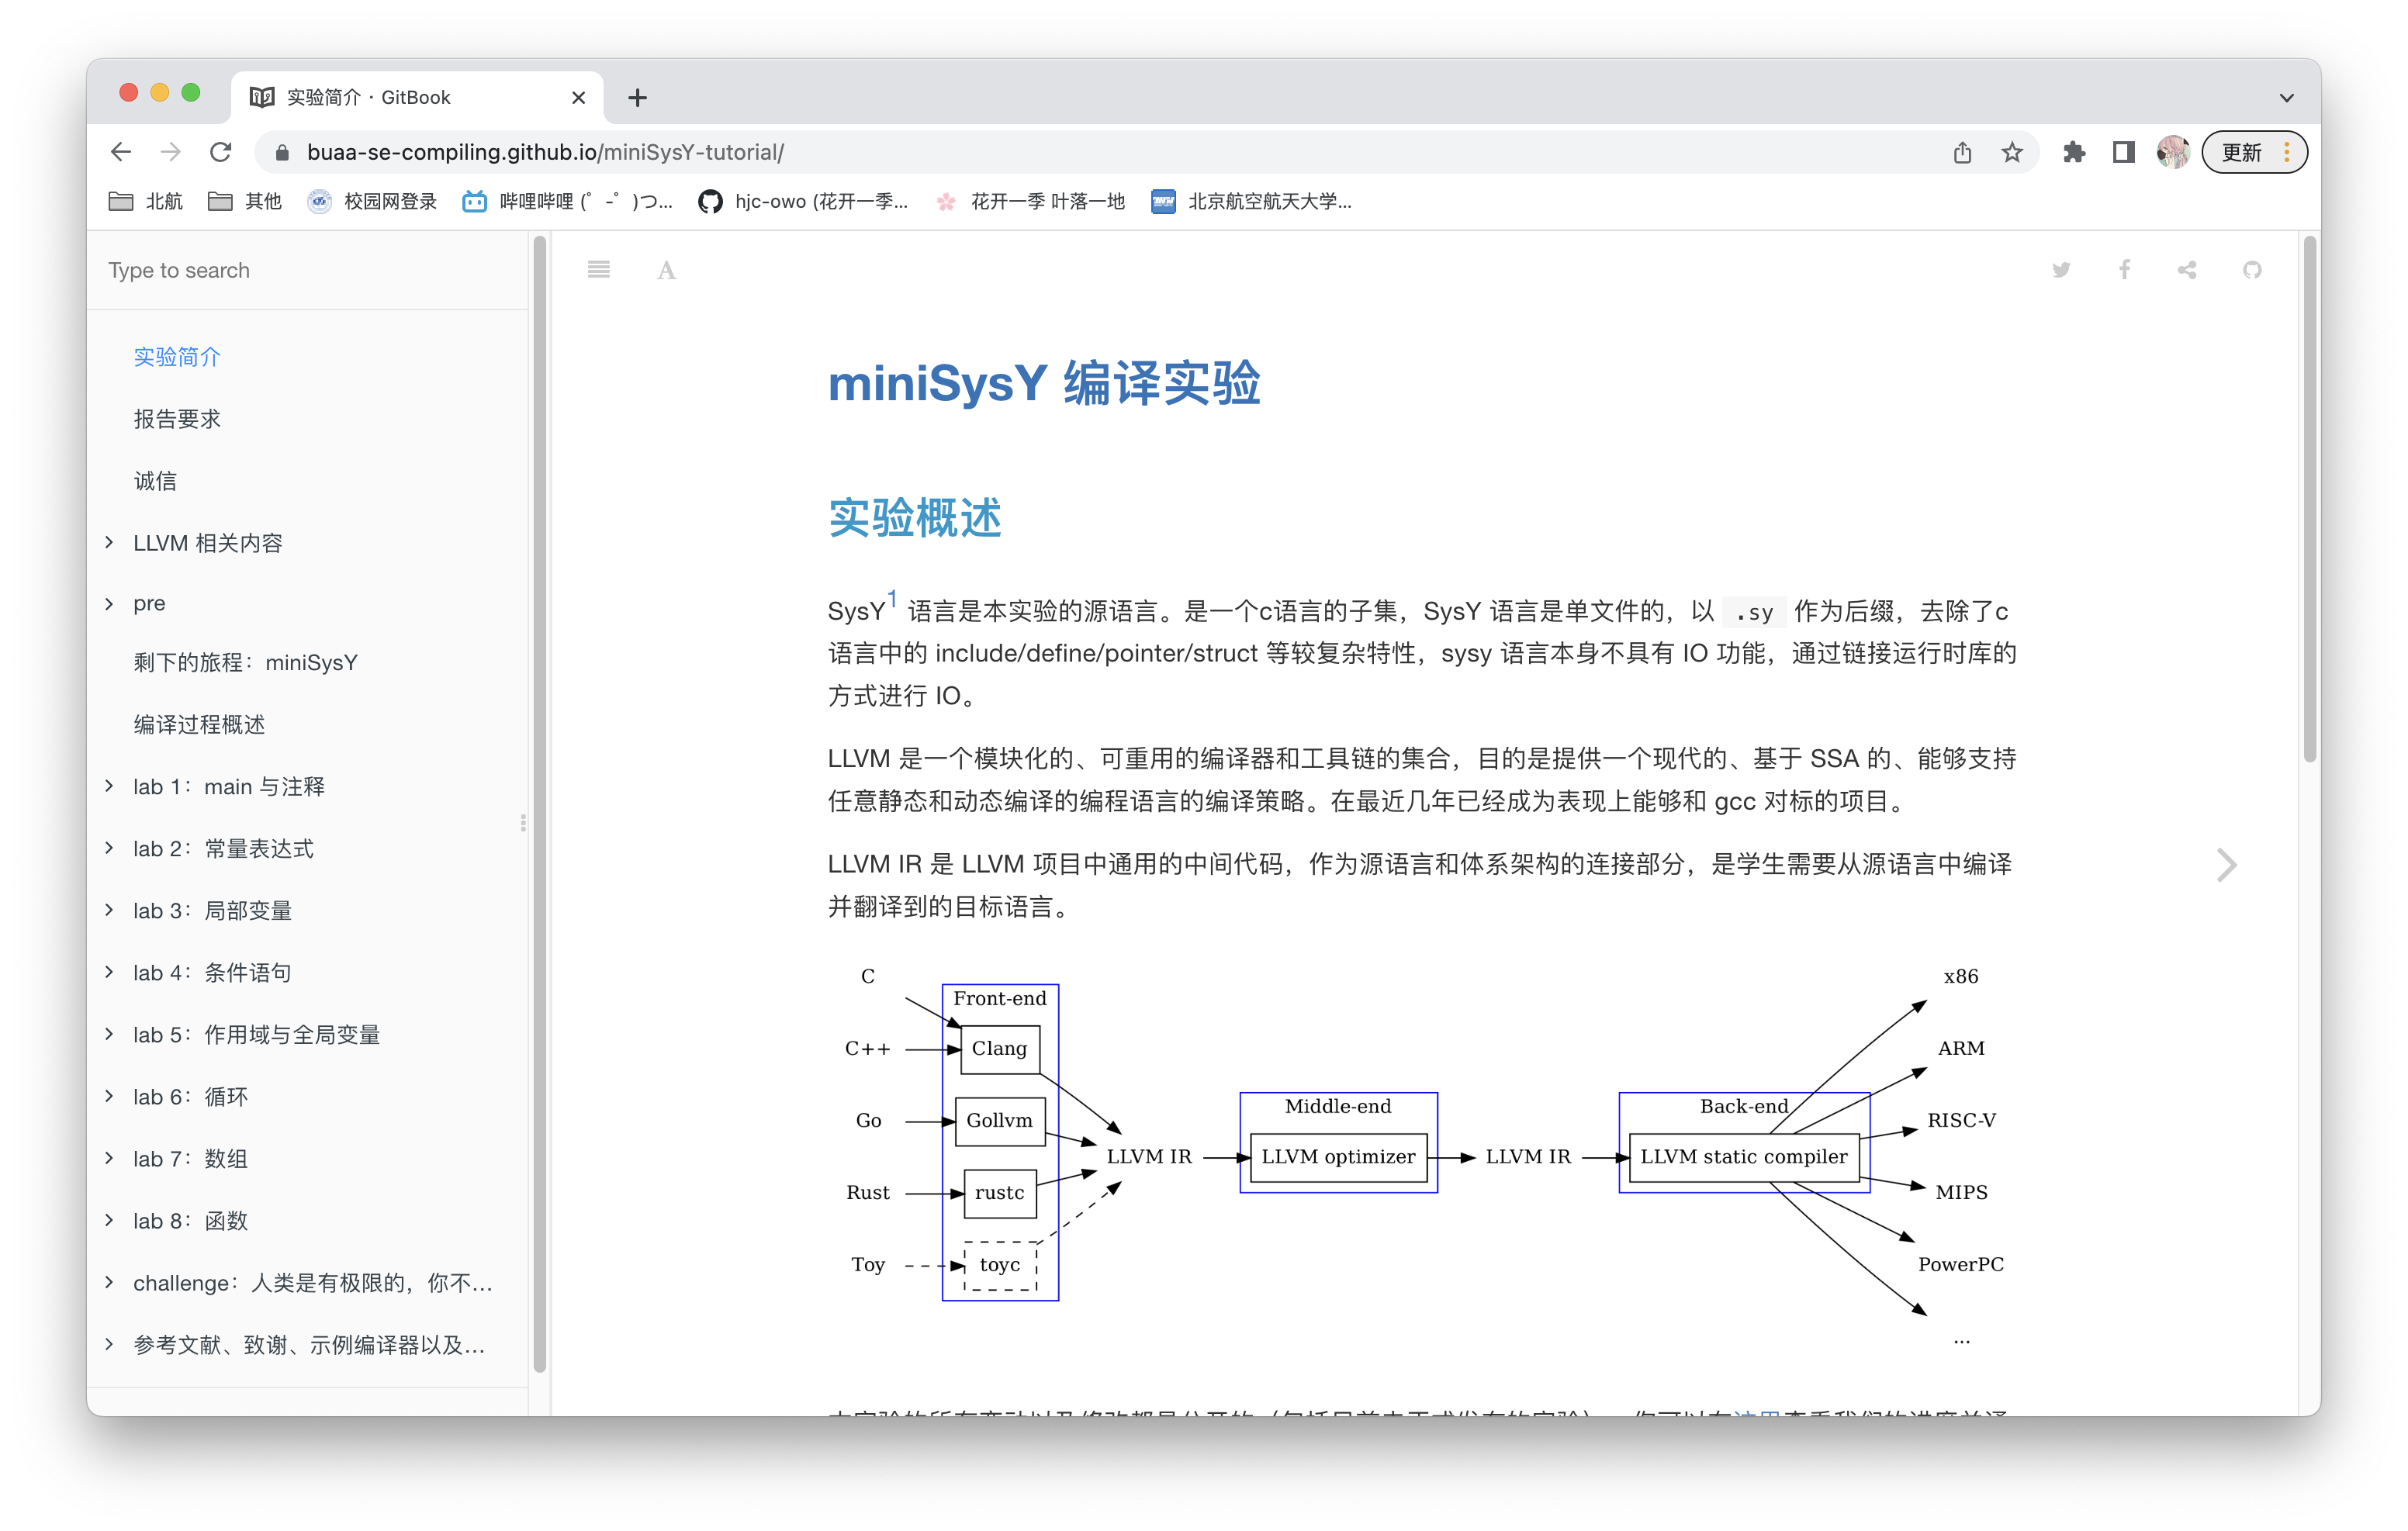 实验简介 · GitBook
buaa-se-compiling.github.io/miniSysY-tutorial/
更新
北航
其他
校园网登录
哔哩哔哩 (゜-゜)つ...
hjc-owo (花开一季...
花开一季 叶落一地
北京航空航天大学...
Type to search
实验简介
报告要求
诚信
LLVM 相关内容
pre
剩下的旅程：miniSysY
编译过程概述
lab 1：main 与注释
lab 2：常量表达式
lab 3：局部变量
lab 4：条件语句
lab 5：作用域与全局变量
lab 6：循环
lab 7：数组
lab 8：函数
challenge：人类是有极限的，你不...
参考文献、致谢、示例编译器以及...
A
miniSysY 编译实验
实验概述
SysY1 语言是本实验的源语言。是一个c语言的子集，SysY 语言是单文件的，以 .sy 作为后缀，去除了c
语言中的 include/define/pointer/struct 等较复杂特性，sysy 语言本身不具有 IO 功能，通过链接运行时库的
方式进行 IO。
LLVM 是一个模块化的、可重用的编译器和工具链的集合，目的是提供一个现代的、基于 SSA 的、能够支持
任意静态和动态编译的编程语言的编译策略。在最近几年已经成为表现上能够和 gcc 对标的项目。
LLVM IR 是 LLVM 项目中通用的中间代码，作为源语言和体系架构的连接部分，是学生需要从源语言中编译
并翻译到的目标语言。
C
C++
Go
Rust
Toy
Front-end
Clang
Gollvm
rustc
toyc
LLVM IR
Middle-end
LLVM optimizer
LLVM IR
Back-end
LLVM static compiler
x86
ARM
RISC-V
MIPS
PowerPC
...